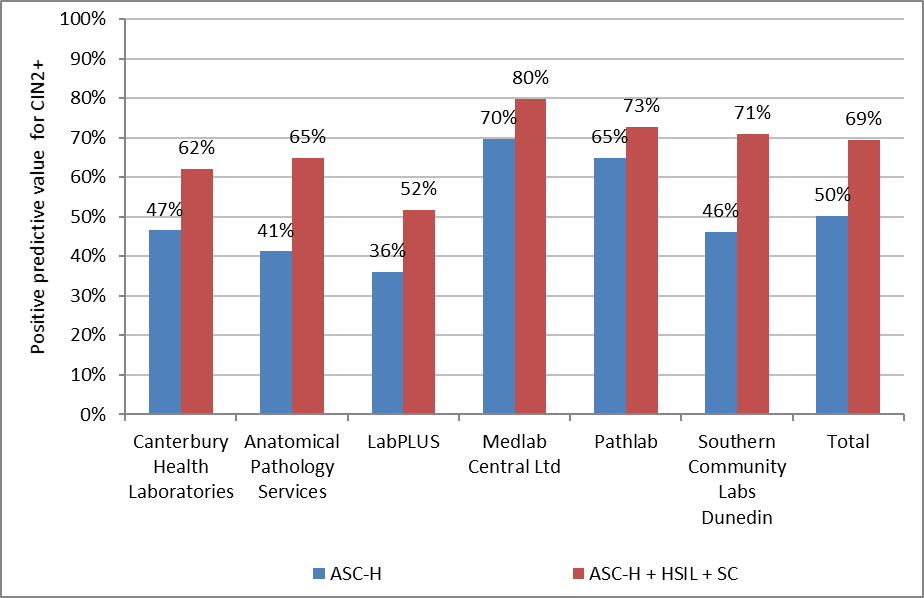 Positive predictive value for CIN2+
100%
90%
80%
70%
60%
50%
40%
30%
20%
10%
0%
47%
62%
41%
65%
36%
52%
70%
80%
65%
73%
46%
71%
50%
69%
Canterbury
Health
Laboratories
Anatomical
Pathology
Services
LabPLUS
Medlab
Central Ltd
Pathlab
Southern
Community
Labs
Dunedin
Total
ASC-H
ASC-H + HSIL + SC